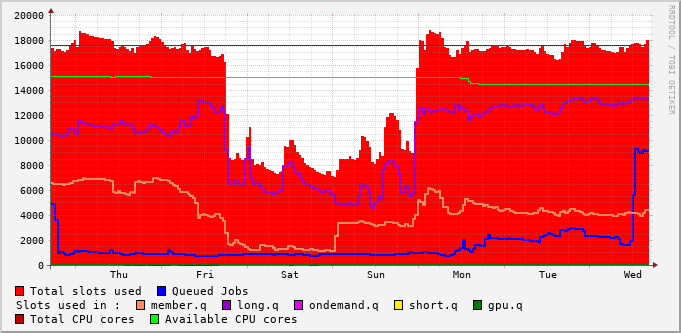 RRDTOOL / TOBI OETIKER
20000
18000
16000
14000
12000
10000
8000
6000
4000
2000
0
Thu Fri Sat Sun Mon Tue Wed
Total slots used Queued Jobs
Slots used in : member.q long.q ondemand.q short.q gpu.q
Total CPU cores Available CPU cores